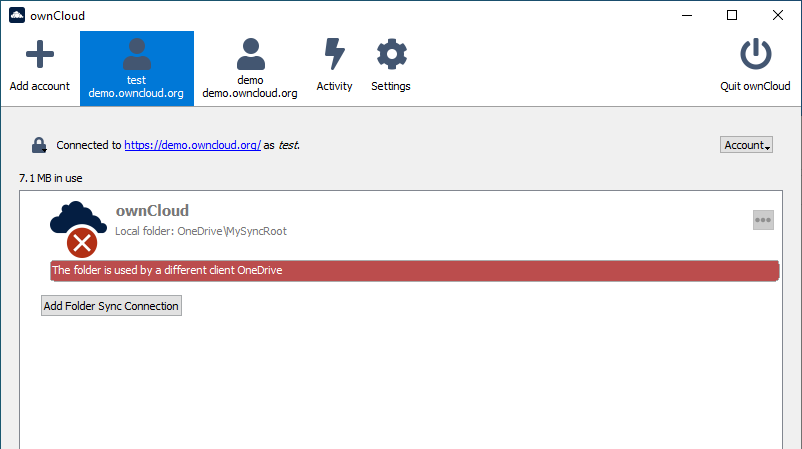 ownCloud
Add account
test
demo.owncloud.org
demo
demo.owncloud.org
Activity
Settings
Quit ownCloud
Connected to https://demo.owncloud.org/ as test.
Account
7.1 MB in use
ownCloud
Local folder: OneDrive\MySyncRoot
The folder is used by a different client OneDrive
Add Folder Sync Connection